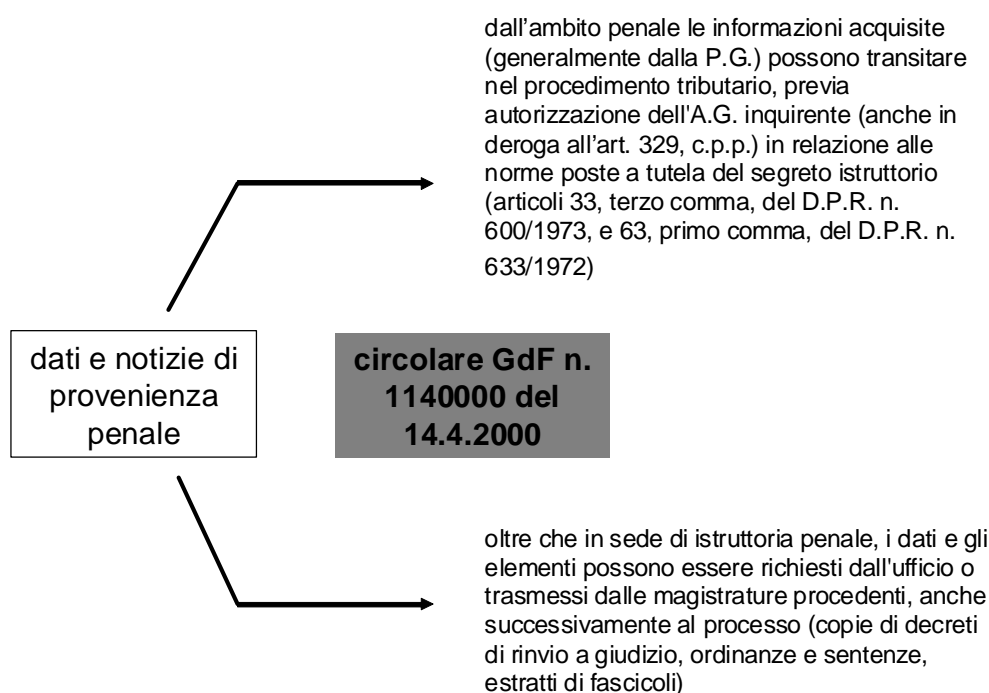 dall'ambito penale le informazioni acquisite
(generalmente dalla P.G.) possono transitare
nel procedimento tributario, previa
autorizzazione dell'A.G. inquirente (anche in
deroga all'art. 329, c.p.p.) in relazione alle
norme poste a tutela del segreto istruttorio
(articoli 33, terzo comma, del D.P.R. n.
600/1973, e 63, primo comma, del D.P.R. n.
633/1972)
dati e notizie di
provenienza
penale
circolare GdF n.
1140000 del
14.4.2000
oltre che in sede di istruttoria penale, i dati e gli
elementi possono essere richiesti dall'ufficio o
trasmessi dalle magistrature procedenti, anche
successivamente al processo (copie di decreti
di rinvio a giudizio, ordinanze e sentenze,
estratti di fascicoli)